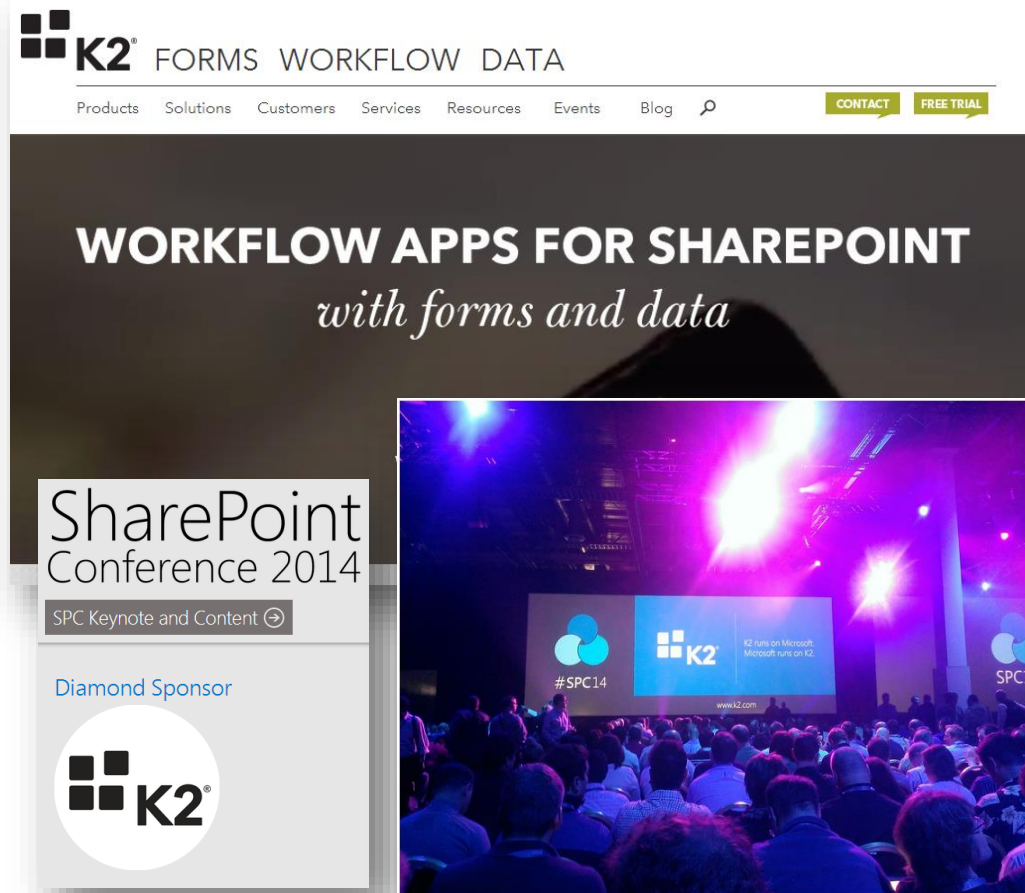 K2® FORMS WORKFLOW DATA
Products Solutions Customers Services Resources Events Blog
CONTACT FREE TRIAL
WORKFLOW APPS FOR SHAREPOINT
with forms and data
SharePoint
Conference 2014
SPC Keynote and Content
Diamond Sponsor
K2®
#SPC14
K2
K2 runs on Microsoft.
Microsoft runs on K2.
www.k2.com
SPC